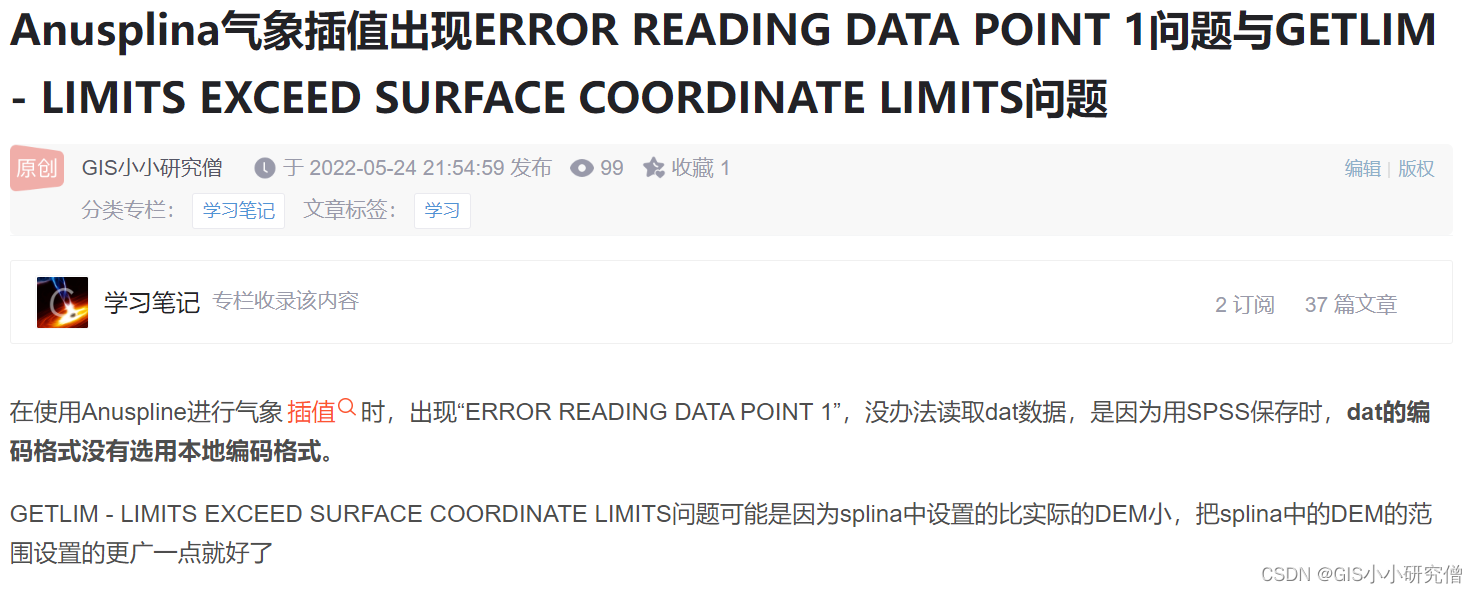 Anusplina气象插值出现ERROR READING DATA POINT 1问题与GETLIM
- LIMITS EXCEED SURFACE COORDINATE LIMITS问题
原创 GIS小小研究僧 于 2022-05-24 21:54:59 发布 99 收藏 1 编辑 | 版权
分类专栏： 学习笔记 文章标签： 学习
学习笔记 专栏收录该内容 2 订阅 37 篇文章
在使用Anuspline进行气象插值时，出现“ERROR READING DATA POINT 1”，没办法读取dat数据，是因为用SPSS保存时，dat的编
码格式没有选用本地编码格式。
GETLIM - LIMITS EXCEED SURFACE COORDINATE LIMITS问题可能是因为splina中设置的比实际的DEM小，把splina中的DEM的范
围设置的更广一点就好了
CSDN @GIS小小研究僧